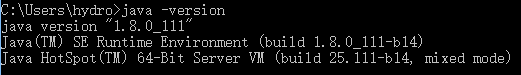 C:\Users\hydro>java -version
java version "1.8.0_111"
Java(TM) SE Runtime Environment (build 1.8.0_111-b14)
Java HotSpot(TM) 64-Bit Server VM (build 25.111-b14, mixed mode)